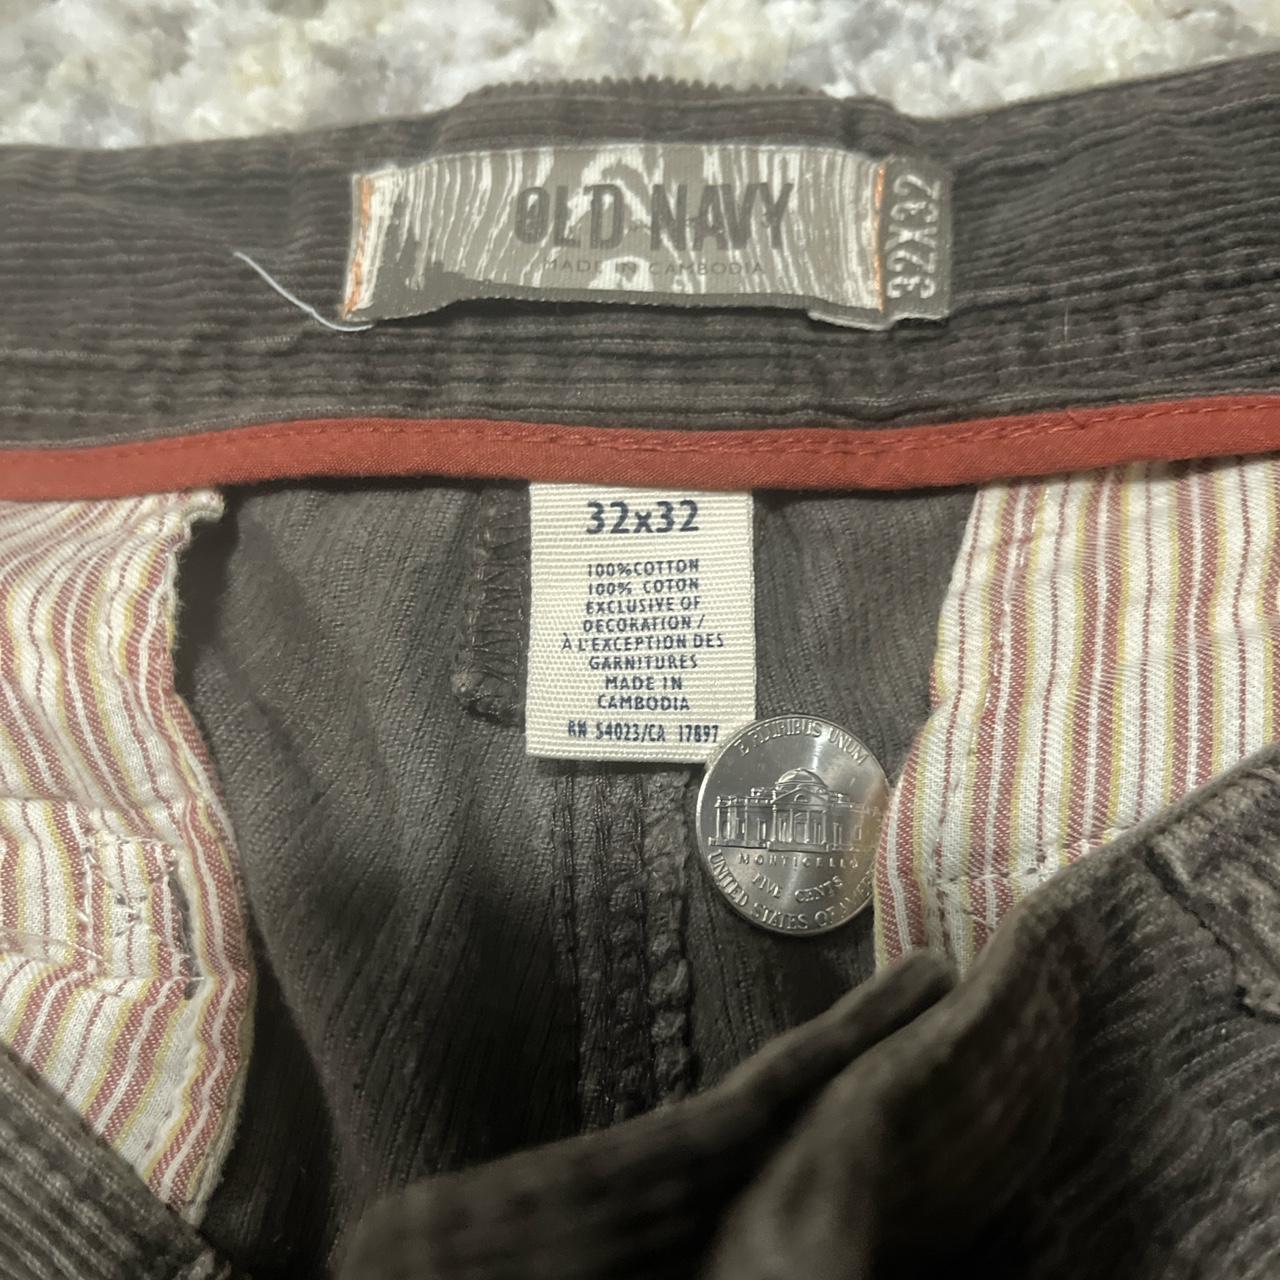 OLD NAVY
MADE IN CAMBODIA
32X32
32x32
100%COTTON
100% COTON
EXCLUSIVE OF
DECORATION /
À L'EXCEPTION DES
GARNITURES
MADE IN
CAMBODIA
RN 54023/CA 17897
E PLURIBUS UNUM
MONTICELLO
FIVE CENTS
UNITED STATES OF AMERICA